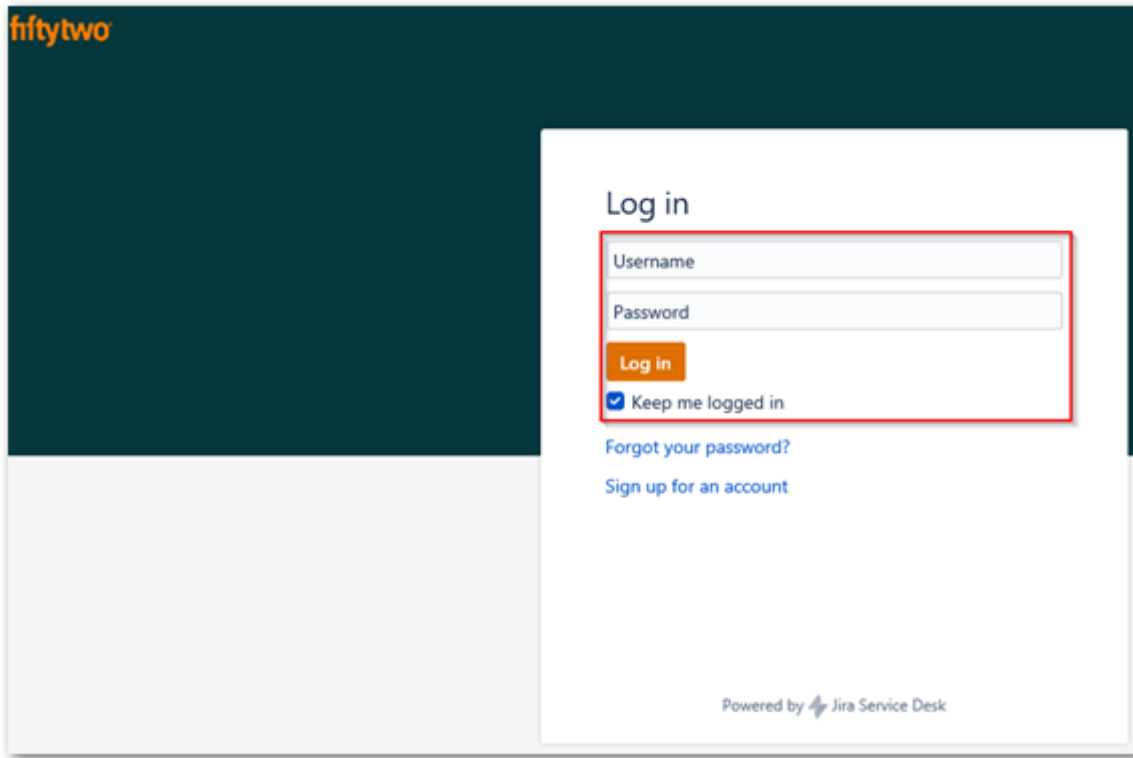 fiftytwo
Log in
Username
Password
Log in
Keep me logged in
Forgot your password?
Sign up for an account
Powered by Jira Service Desk